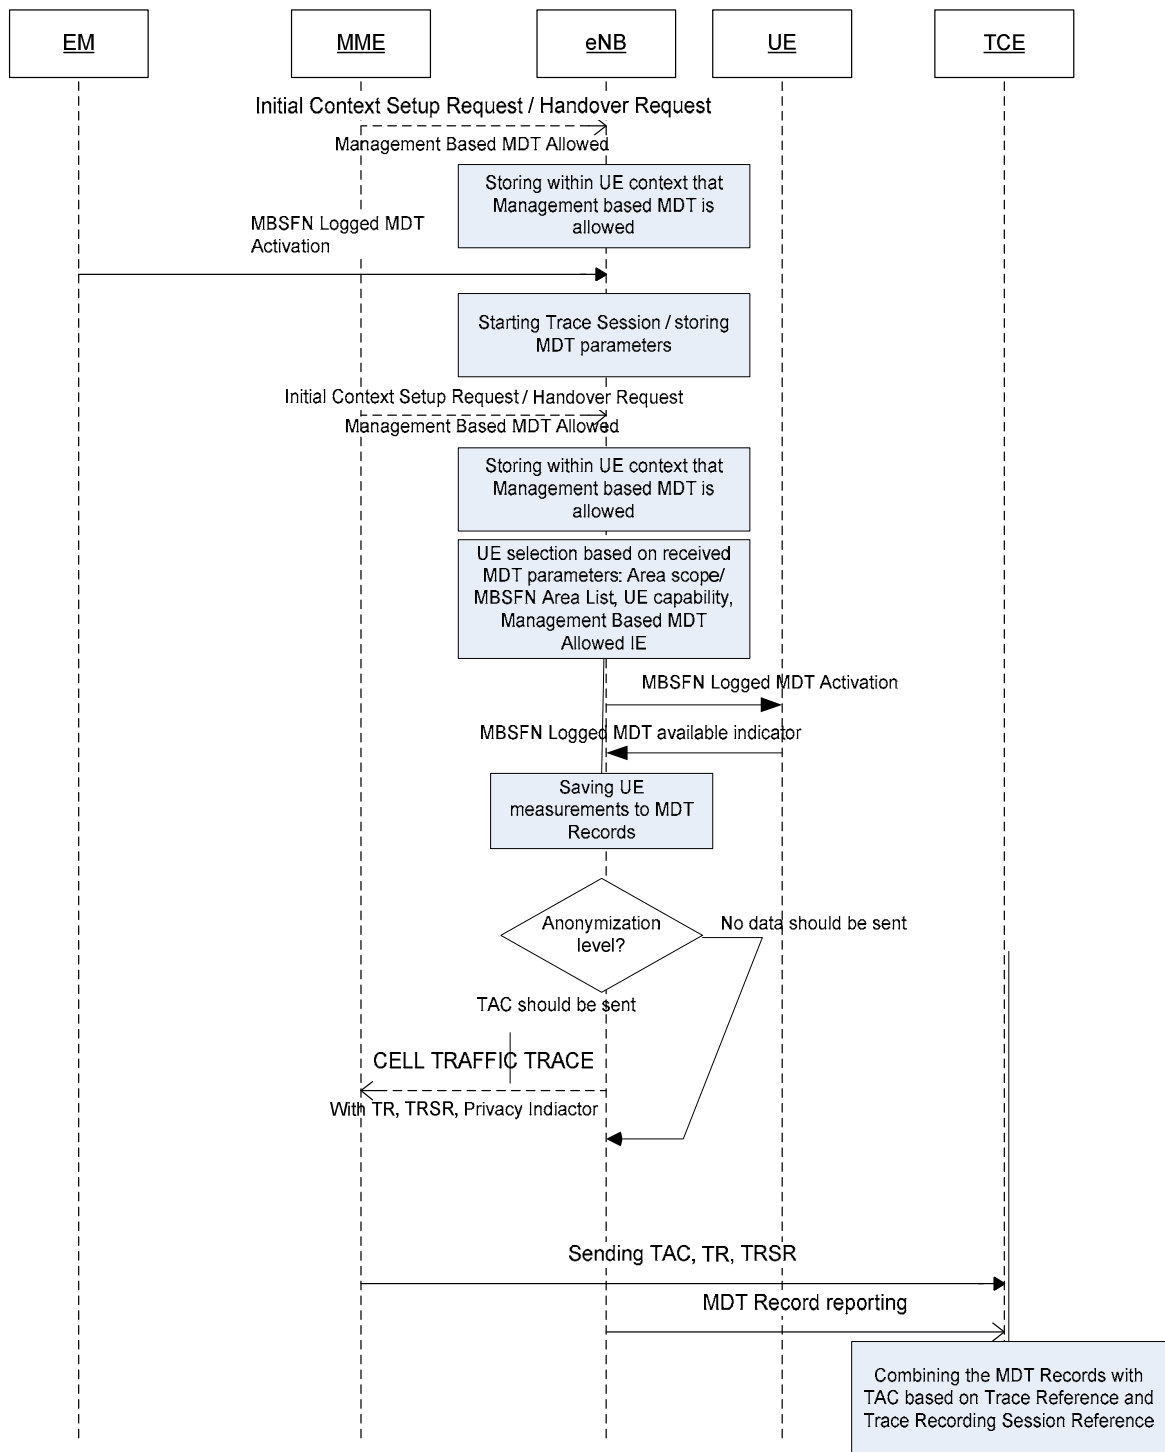 EM
MME
eNB
UE
TCE
Initial Context Setup Request / Handover Request
Management Based MDT Allowed
Storing within UE context that
Management based MDT is
allowed
MBSFN Logged MDT
Activation
Starting Trace Session / storing
MDT parameters
Initial Context Setup Request / Handover Request
Management Based MDT Allowed
Storing within UE context that
Management based MDT is
allowed
UE selection based on received
MDT parameters: Area scope/
MBSFN Area List, UE capability,
Management Based MDT
Allowed IE
MBSFN Logged MDT Activation
MBSFN Logged MDT available indicator
Saving UE
measurements to MDT
Records
Anonymization
level?
No data should be sent
TAC should be sent
CELL TRAFFIC TRACE
With TR, TRSR, Privacy Indiactor
Sending TAC, TR, TRSR
MDT Record reporting
Combining the MDT Records with
TAC based on Trace Reference and
Trace Recording Session Reference